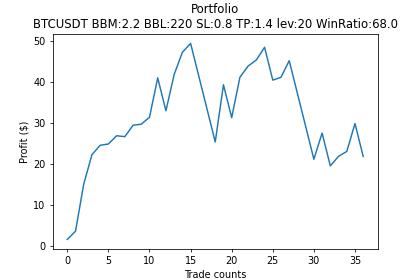 Portfolio
BTCUSDT BBM:2.2 BBL:220 SL:0.8 TP:1.4 lev:20 WinRatio:68.0
50
40
30
20
10
0
Profit ($)
0 5 10 15 20 25 30 35
Trade counts